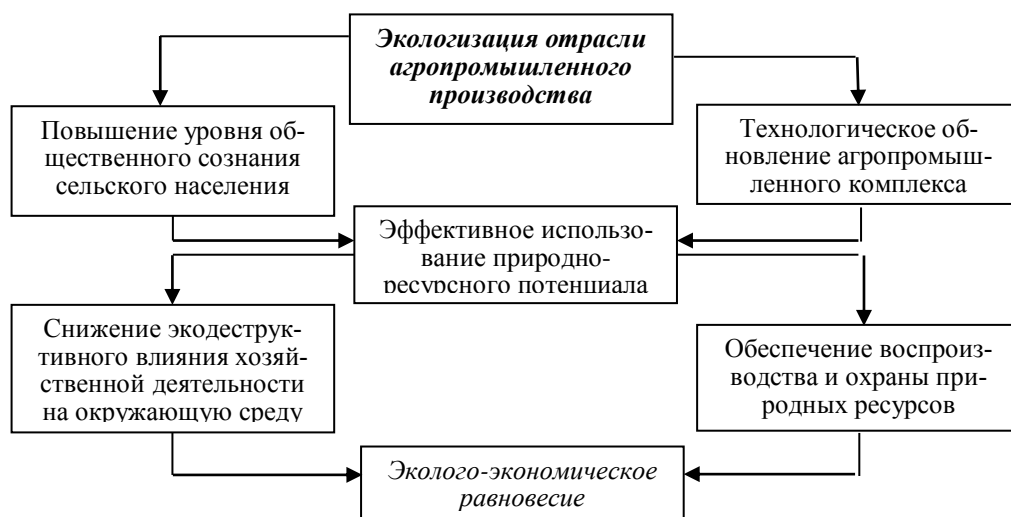 Экологизация отрасли
агропромышленного
производства
Повышение уровня об-
щественного сознания
сельского населения
Технологическое об-
новление агропромыш-
ленного комплекса
Эффективное использо-
вание природно-
ресурсного потенциала
Снижение экодеструк-
тивного влияния хозяй-
ственной деятельности
на окружающую среду
Обеспечение воспроиз-
водства и охраны при-
родных ресурсов
Эколого-экономическое
равновесие